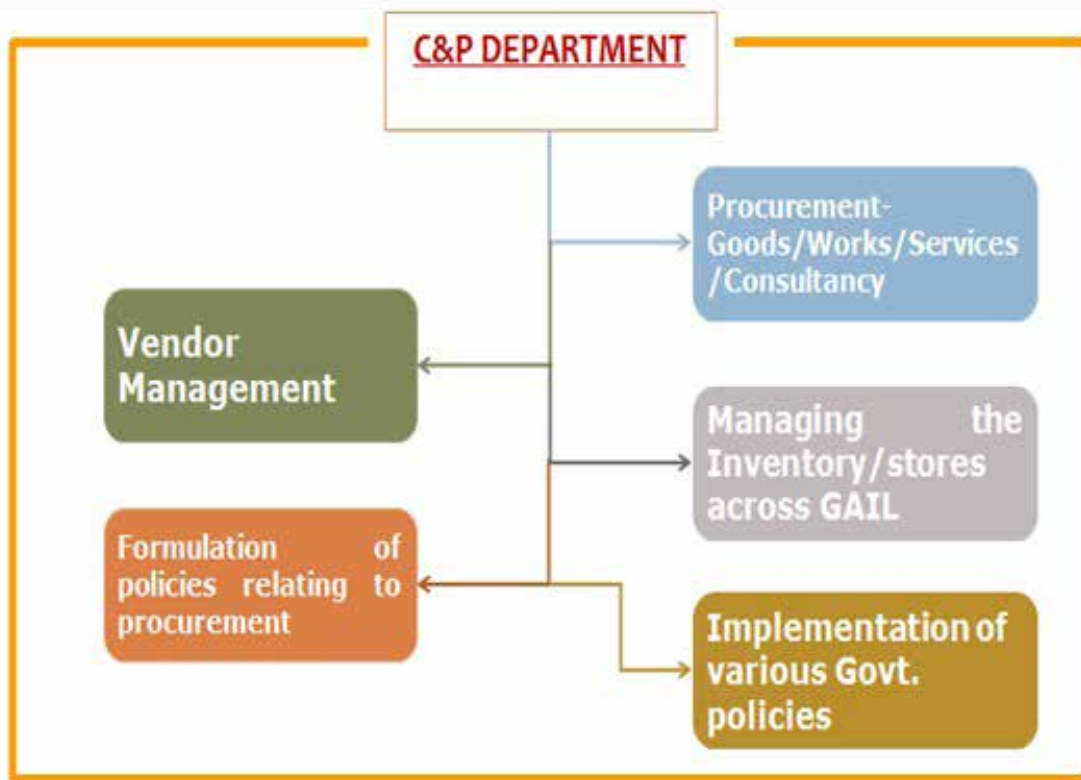 C&P DEPARTMENT
Procurement-
Goods/Works/Services
/Consultancy
Vendor
Management
Managing the
Inventory/stores
across GAIL
Formulation of
policies relating to
procurement
Implementation of
various Govt.
policies